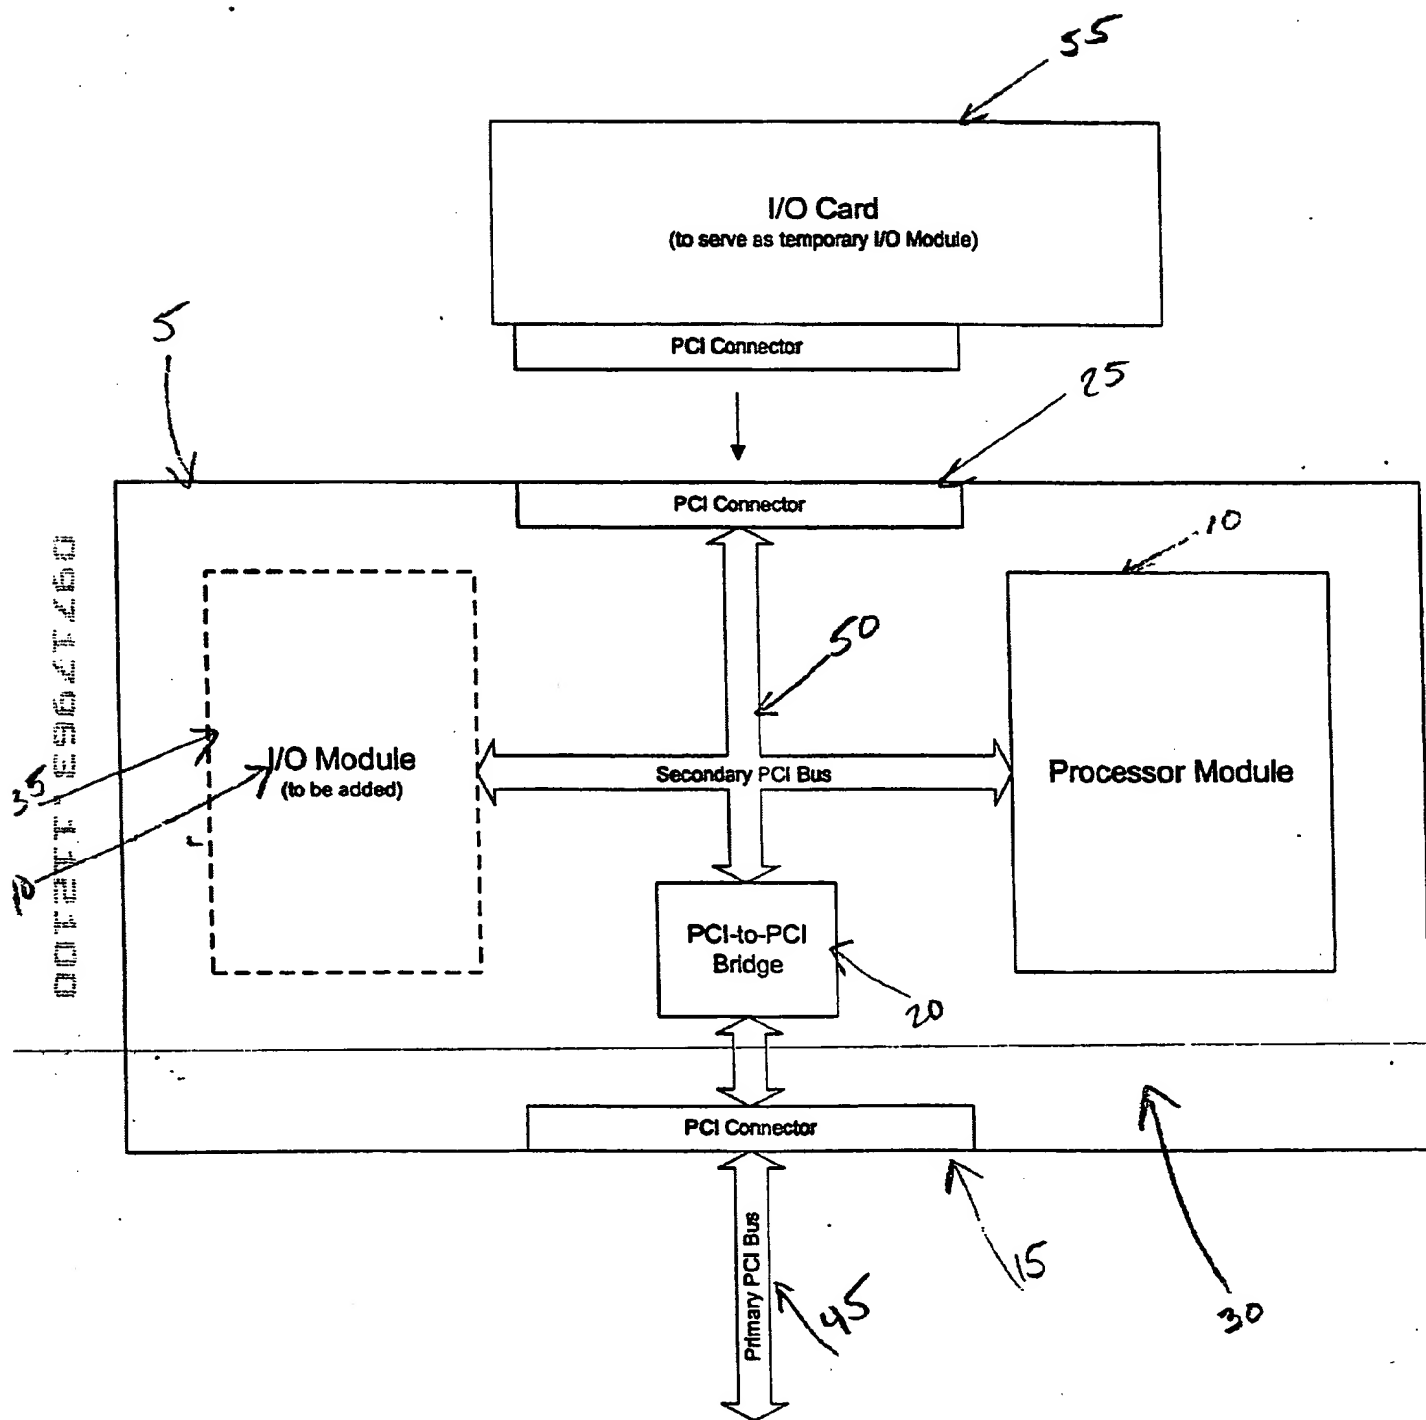 55
I/O Card
(to serve as temporary I/O Module)
5
PCI Connector
25
PCI Connector
10
50
35
I/O Module
(to be added)
Secondary PCI Bus
Processor Module
PCI-to-PCI
Bridge
20
PCI Connector
15
30
Primary PCI Bus
45
09717963.112100